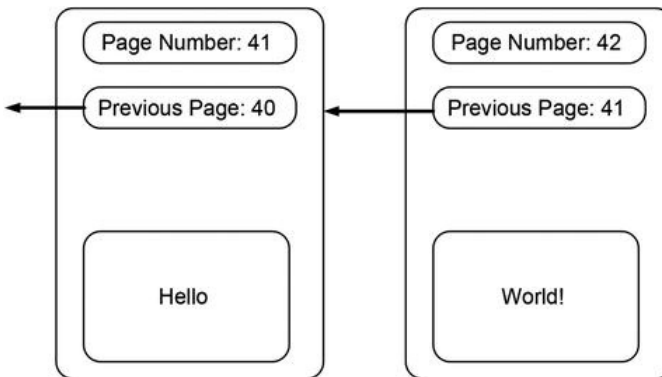 Page Number: 41
Previous Page: 40
Hello
Page Number: 42
Previous Page: 41
World!